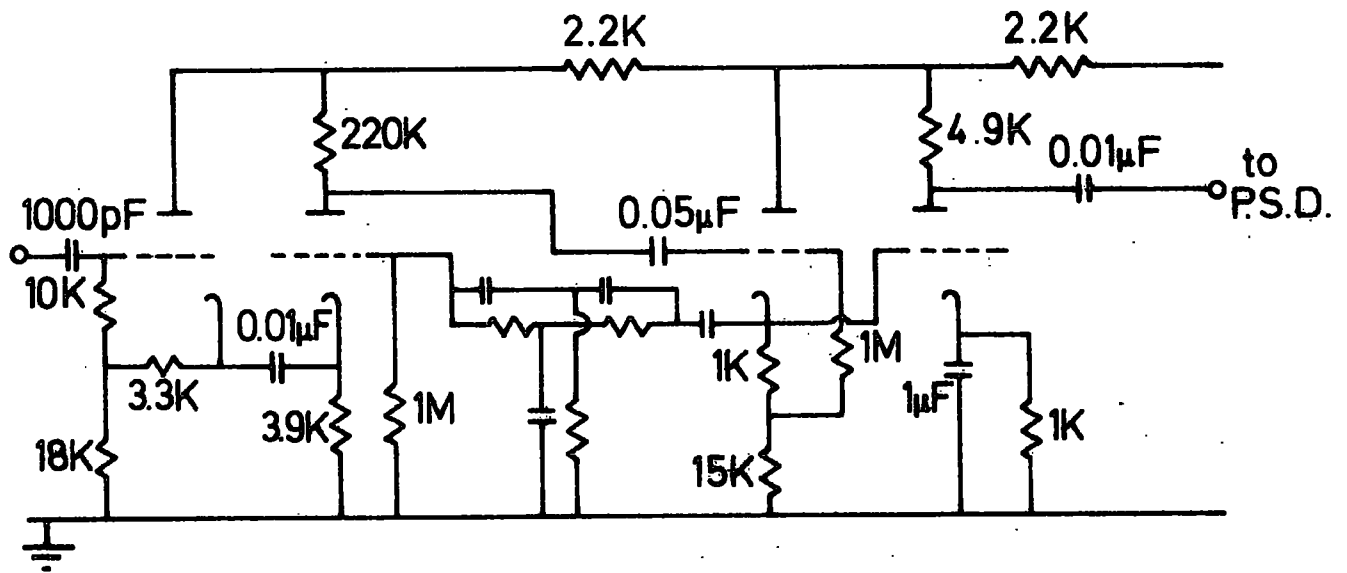 2.2K
2.2K
220K
4.9K
0.01µF
to
P.S.D.
1000pF
0.05µF
10K
0.01µF
3.3K
3.9K
1M
1K
1M
1µF
1K
18K
15K